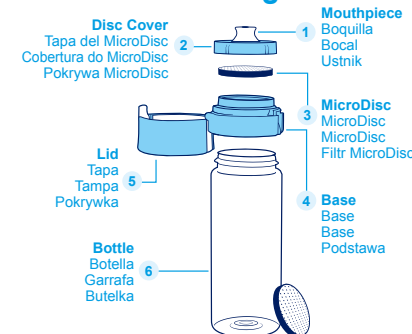 Mouthpiece
Boquilla
Bocal
Ustnik
1
Disc Cover
Tapa del MicroDisc
Cobertura do MicroDisc
Pokrywa MicroDisc
2
MicroDisc
MicroDisc
MicroDisc
Filtr MicroDisc
3
Base
Base
Base
Podstawa
4
Lid
Tapa
Tampa
Pokrywka
5
Bottle
Botella
Garrafa
Butelka
6